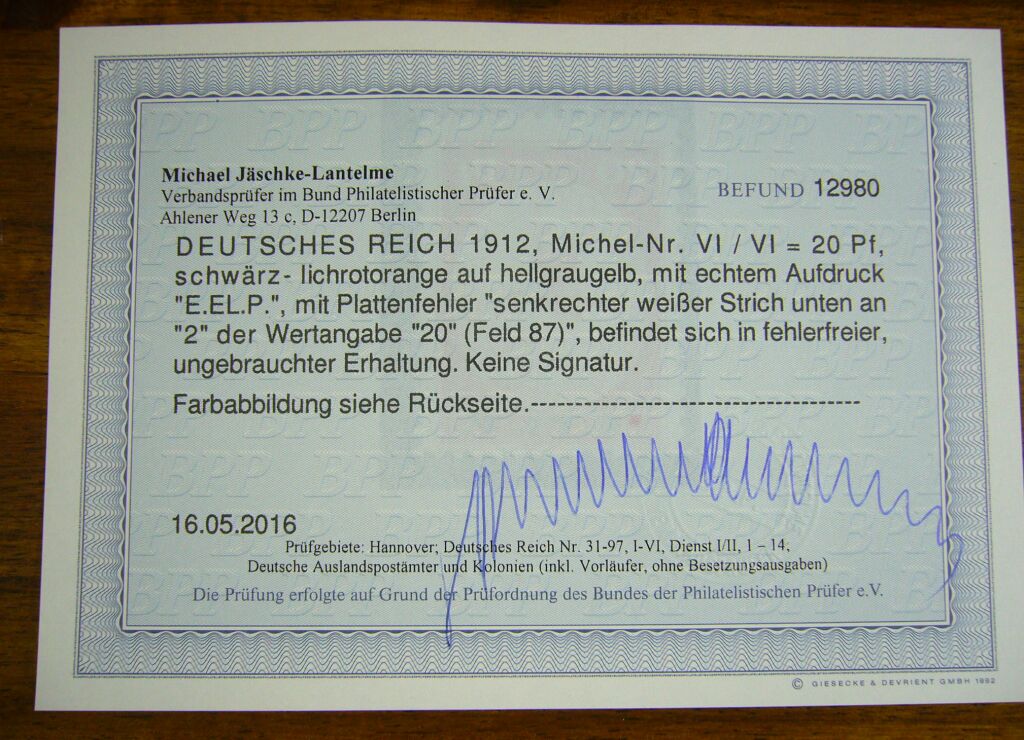 Michael Jäschke-Lantelme
Verbandsprüfer im Bund Philatelistischer Prüfer e. V.
Ahlener Weg 13 c, D-12207 Berlin
BEFUND 12980
DEUTSCHES REICH 1912, Michel-Nr. VI / VI = 20 Pf,
schwärz- lichrotorange auf hellgraugelb, mit echtem Aufdruck
"E.EL.P.", mit Plattenfehler "senkrechter weißer Strich unten an
"2" der Wertangabe "20" (Feld 87)", befindet sich in fehlerfreier,
ungebrauchter Erhaltung. Keine Signatur.
Farbabbildung siehe Rückseite.-------------------------------------
16.05.2016
Prüfgebiete: Hannover; Deutsches Reich Nr. 31-97, I-VI, Dienst I/II, 1 – 14,
Deutsche Auslandspostämter und Kolonien (inkl. Vorläufer, ohne Besetzungsausgaben)
Die Prüfung erfolgte auf Grund der Prüfordnung des Bundes der Philatelistischen Prüfer e.V.
© GIESECKE & DEVRIENT GMBH 1992